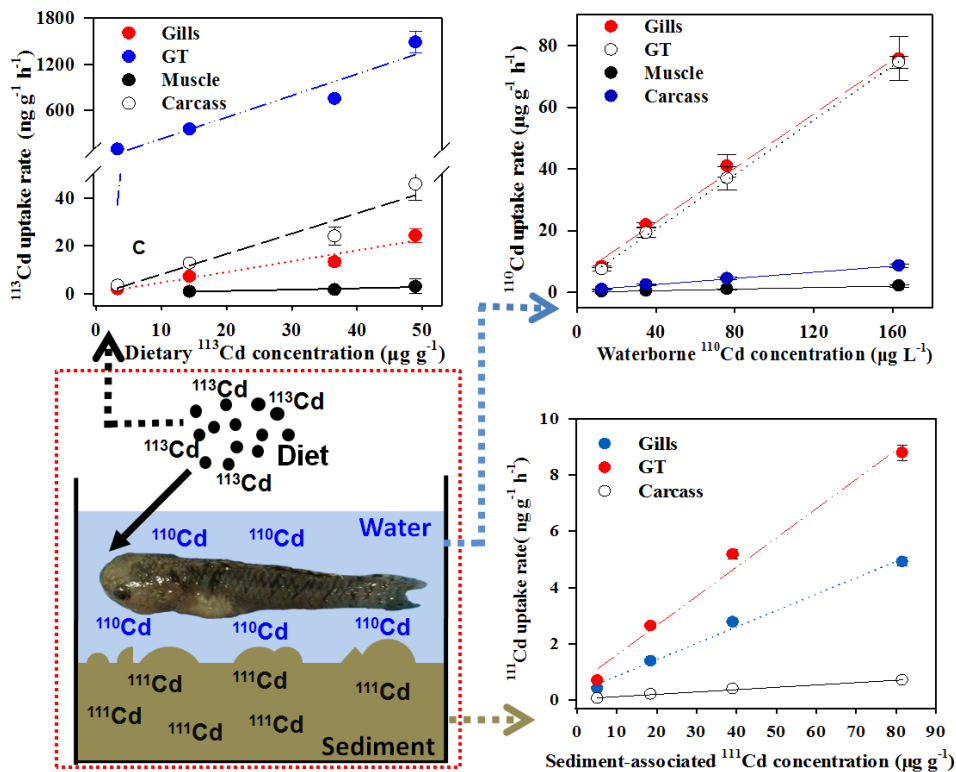 1800
1200
600
40
20
0
0 10 20 30 40 50
¹¹³Cd uptake rate (ng g⁻¹ h⁻¹)
Gills
GT
Muscle
Carcass
C
Dietary ¹¹³Cd concentration (µg g⁻¹)
80
60
40
20
0
0 40 80 120 160
¹¹⁰Cd uptake rate (µg g⁻¹ h⁻¹)
Gills
GT
Muscle
Carcass
Waterborne ¹¹⁰Cd concentration (µg L⁻¹)
¹¹³Cd
¹¹³Cd
¹¹³Cd
Diet
¹¹³Cd
Water
¹¹⁰Cd ¹¹⁰Cd
¹¹⁰Cd ¹¹⁰Cd ¹¹⁰Cd
¹¹¹Cd ¹¹¹Cd ¹¹¹Cd
¹¹¹Cd ¹¹¹Cd ¹¹¹Cd
Sediment
10
8
6
4
2
0
0 10 20 30 40 50 60 70 80 90
¹¹¹Cd uptake rate( ng g⁻¹ h⁻¹)
Gills
GT
Carcass
Sediment-associated ¹¹¹Cd concentration (µg g⁻¹)